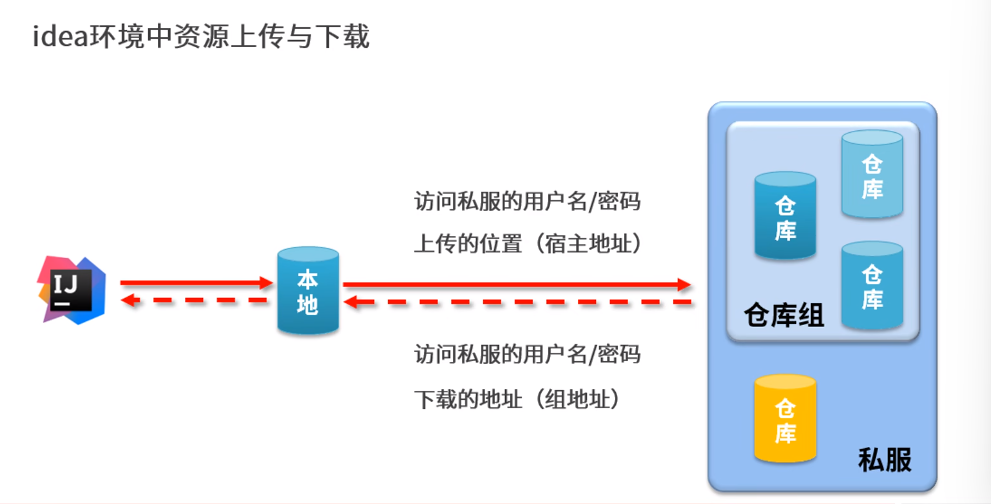 idea环境中资源上传与下载
访问私服的用户名/密码
上传的位置（宿主地址）
IJ
本
地
访问私服的用户名/密码
下载的地址（组地址）
仓
库
仓
库
仓
库
仓库组
仓
库
私服